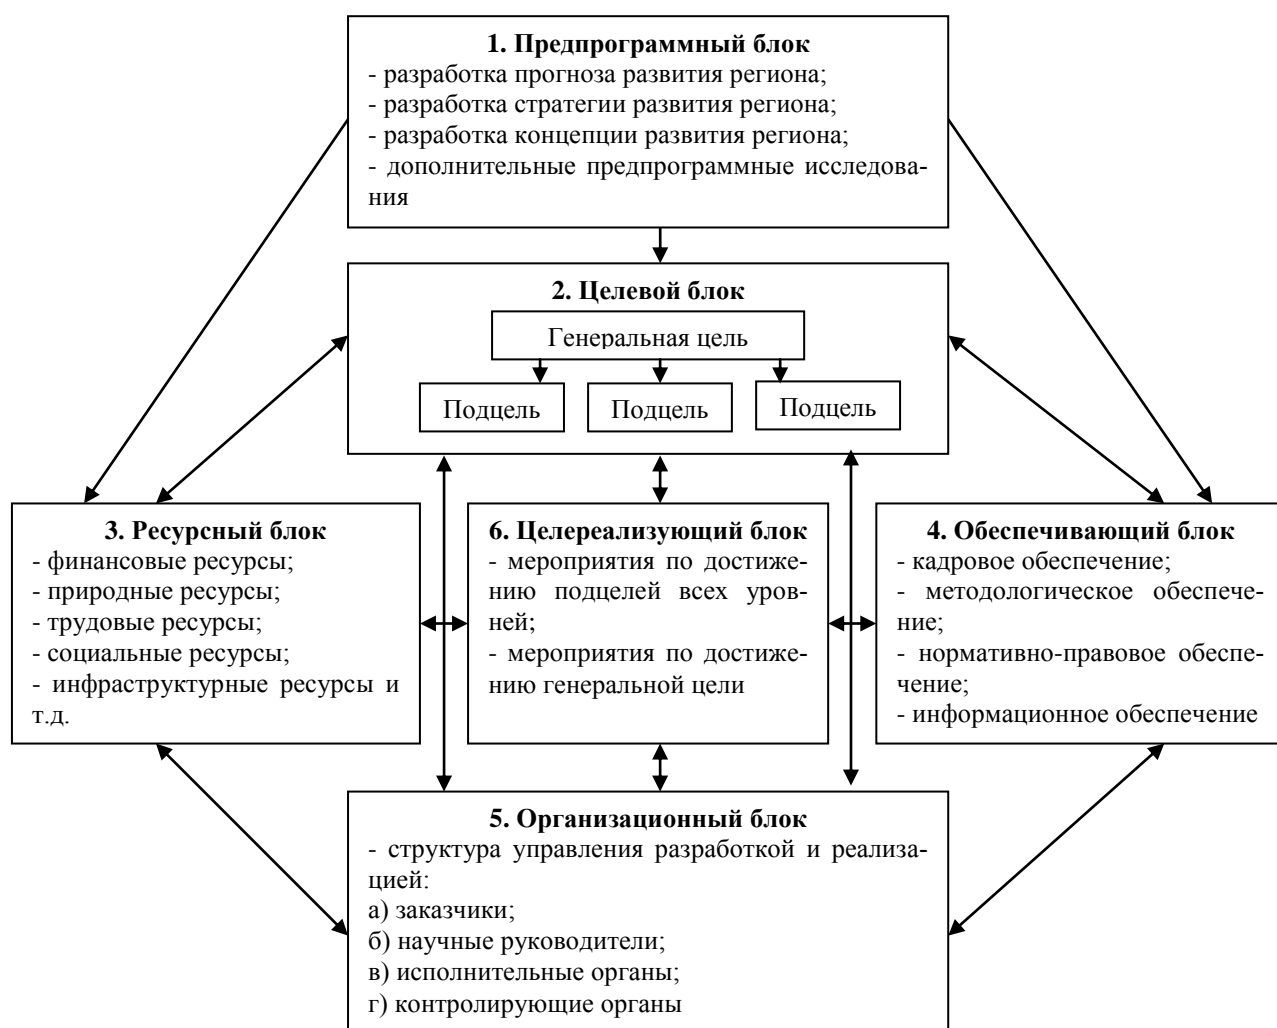 1. Предпрограммный блок
- разработка прогноза развития региона;
- разработка стратегии развития региона;
- разработка концепции развития региона;
- дополнительные предпрограммные исследова-
ния
2. Целевой блок
Генеральная цель
Подцель
Подцель
Подцель
3. Ресурсный блок
- финансовые ресурсы;
- природные ресурсы;
- трудовые ресурсы;
- социальные ресурсы;
- инфраструктурные ресурсы и
т.д.
6. Целереализующий блок
- мероприятия по достиже-
нию подцелей всех уров-
ней;
- мероприятия по достиже-
нию генеральной цели
4. Обеспечивающий блок
- кадровое обеспечение;
- методологическое обеспече-
ние;
- нормативно-правовое обеспе-
чение;
- информационное обеспечение
5. Организационный блок
- структура управления разработкой и реализа-
цией:
а) заказчики;
б) научные руководители;
в) исполнительные органы;
г) контролирующие органы